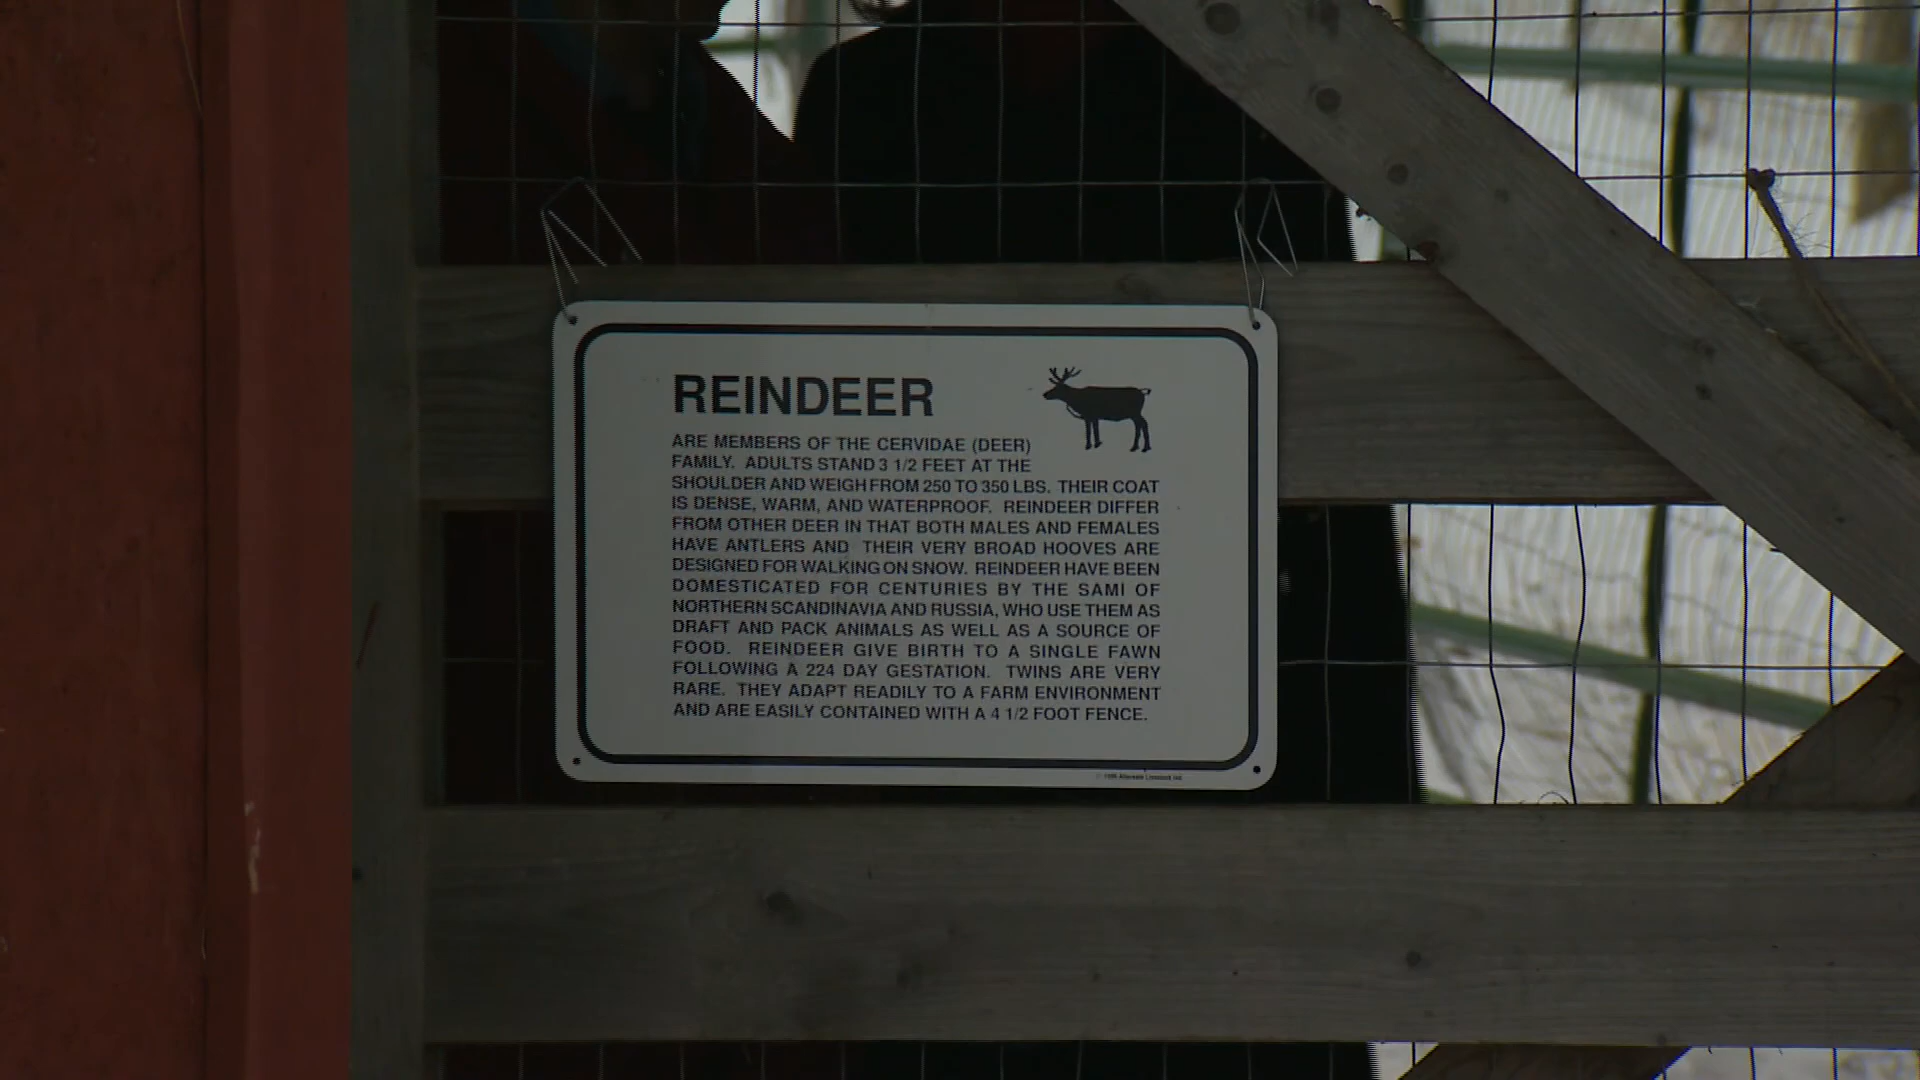 REINDEER
ARE MEMBERS OF THE CERVIDAE (DEER)
FAMILY. ADULTS STAND 3 1/2 FEET AT THE
SHOULDER AND WEIGH FROM 250 TO 350 LBS. THEIR COAT
IS DENSE, WARM, AND WATERPROOF. REINDEER DIFFER
FROM OTHER DEER IN THAT BOTH MALES AND FEMALES
HAVE ANTLERS AND THEIR VERY BROAD HOOVES ARE
DESIGNED FOR WALKING ON SNOW. REINDEER HAVE BEEN
DOMESTICATED FOR CENTURIES BY THE SAMI OF
NORTHERN SCANDINAVIA AND RUSSIA, WHO USE THEM AS
DRAFT AND PACK ANIMALS AS WELL AS A SOURCE OF
FOOD. REINDEER GIVE BIRTH TO A SINGLE FAWN
FOLLOWING A 224 DAY GESTATION. TWINS ARE VERY
RARE. THEY ADAPT READILY TO A FARM ENVIRONMENT
AND ARE EASILY CONTAINED WITH A 4 1/2 FOOT FENCE.